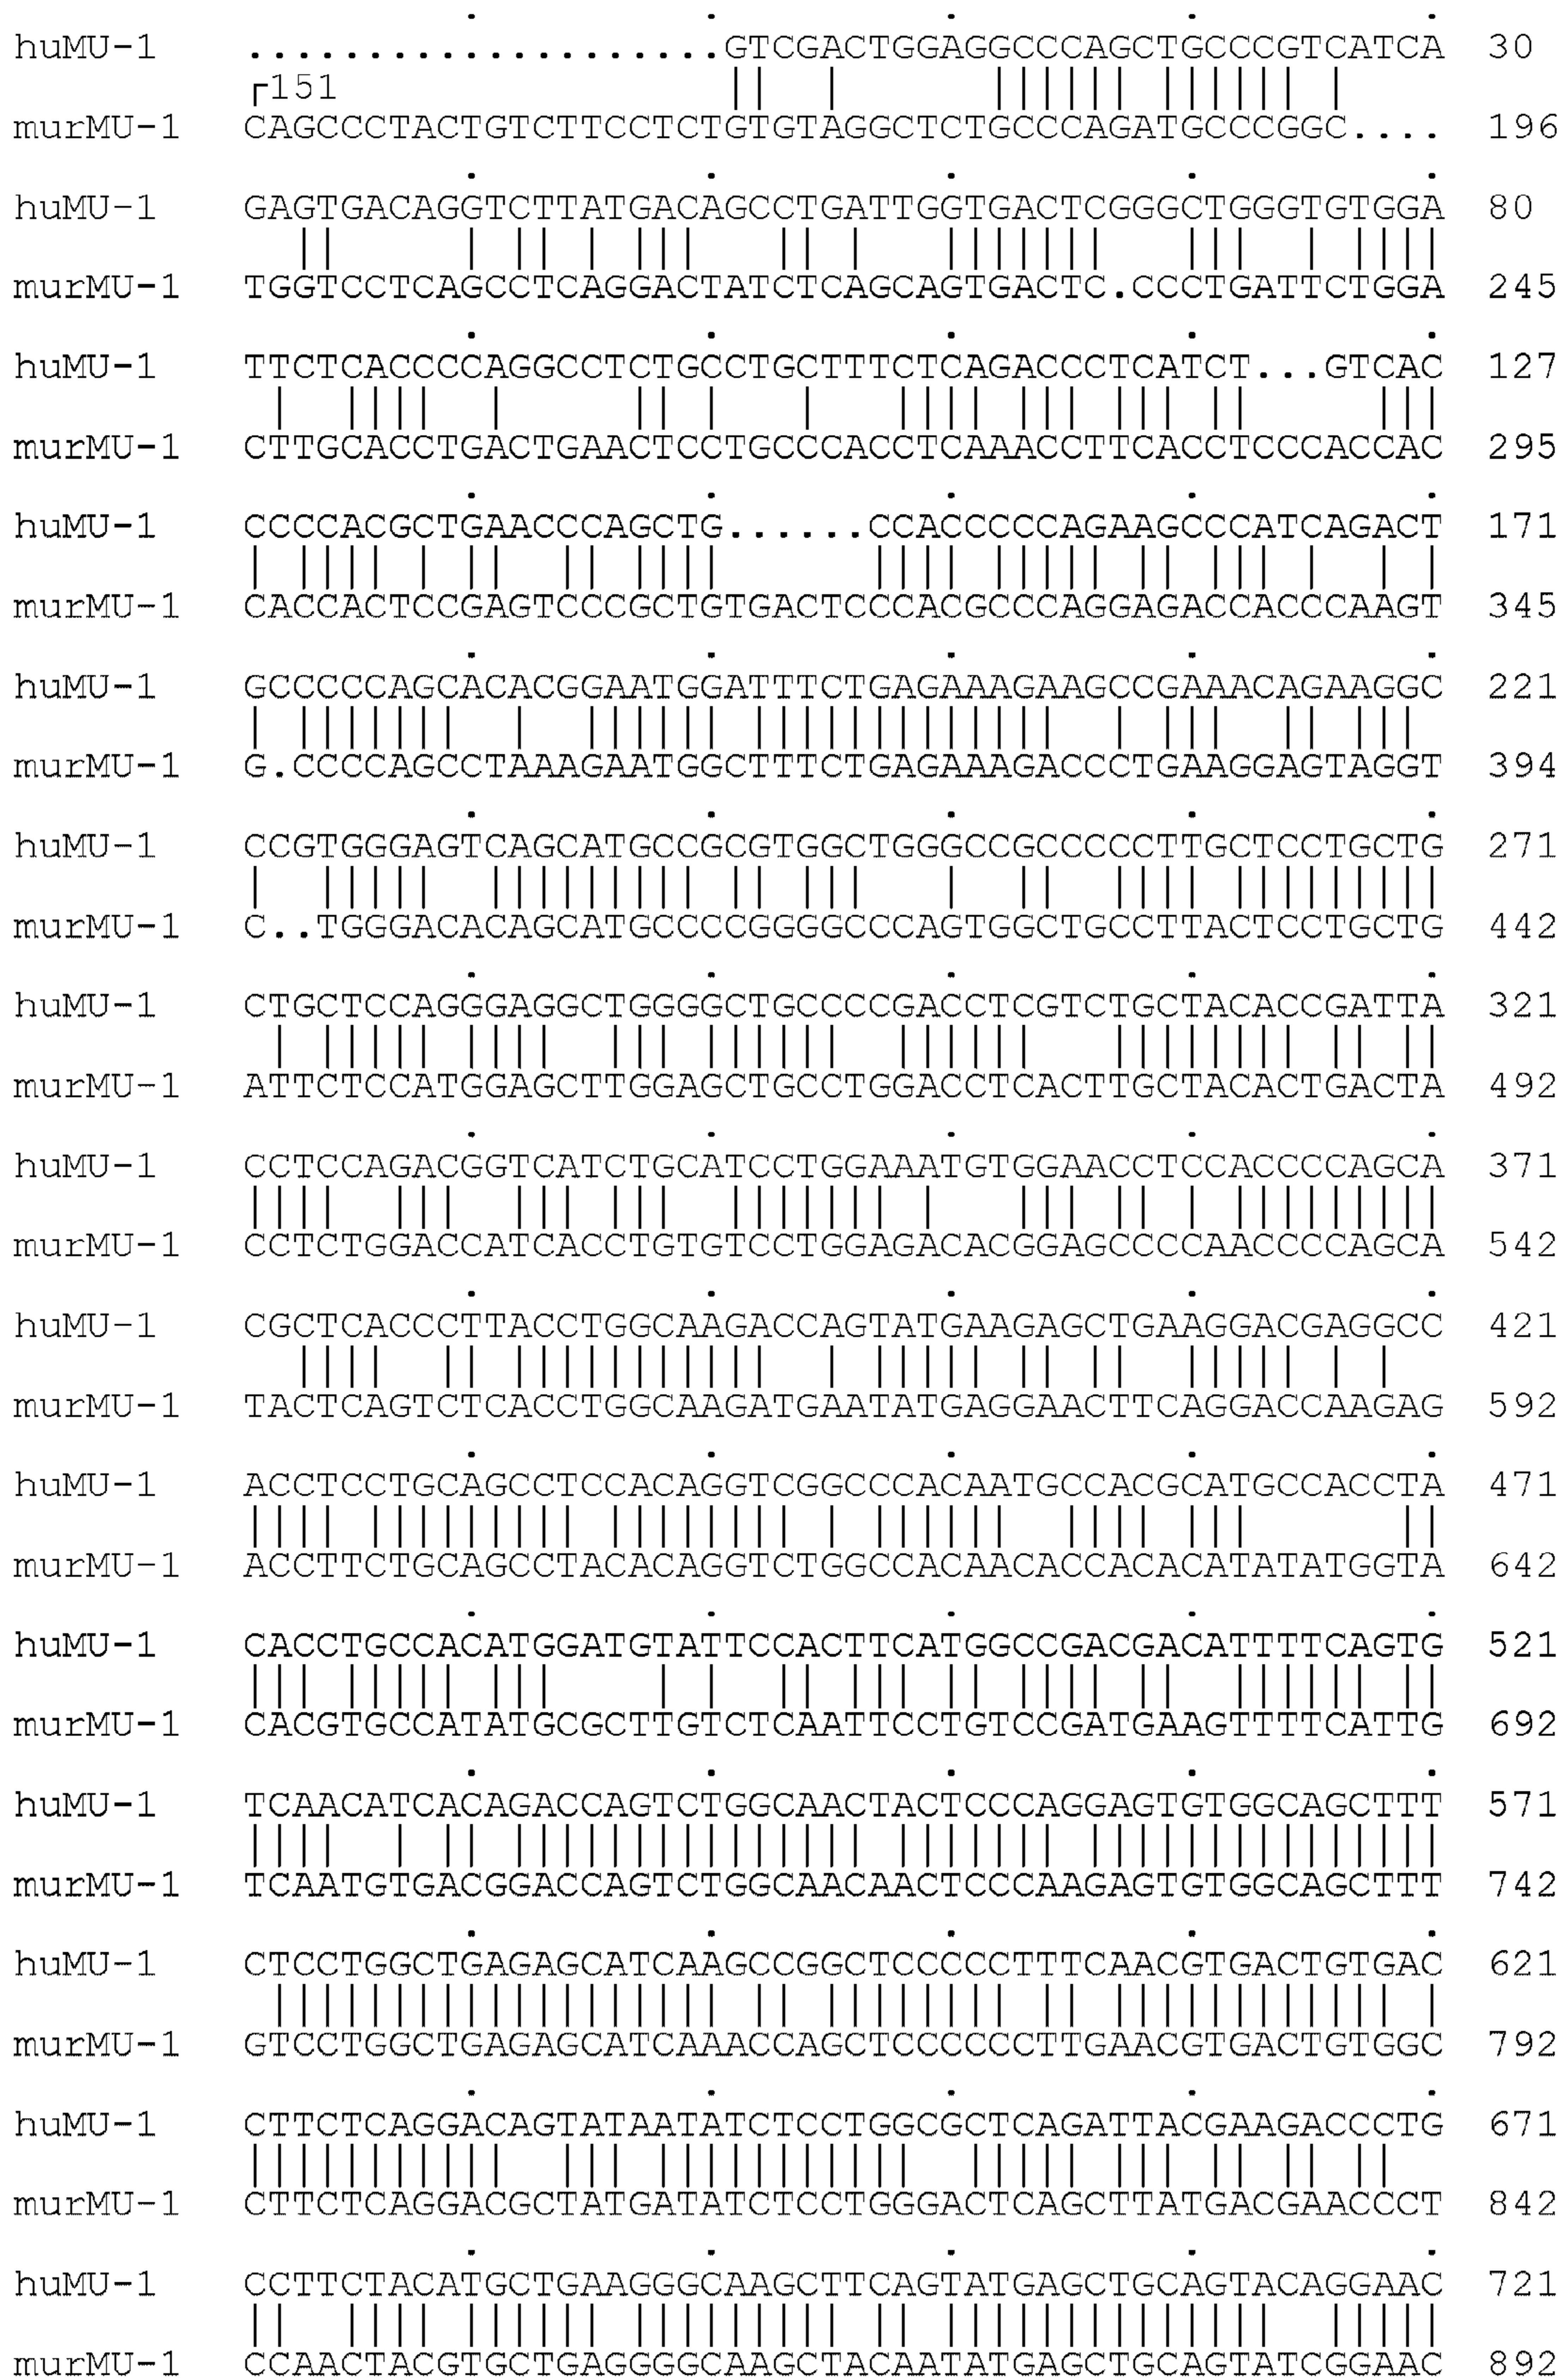 huMU-1 ....................GTCGACTGGAGGCCCAGCTGCCCGTCATCA 30
┌151
murMU-1 CAGCCCTACTGTCTTCCTCTGTGTAGGCTCTGCCCAGATGCCCGGC.... 196
huMU-1 GAGTGACAGGTCTTATGACAGCCTGATTGGTGACTCGGGCTGGGTGTGGA 80
murMU-1 TGGTCCTCAGCCTCAGGACTATCTCAGCAGTGACTC.CCCTGATTCTGGA 245
huMU-1 TTCTCACCCCAGGCCTCTGCCTGCTTTCTCAGACCCTCATCT...GTCAC 127
murMU-1 CTTGCACCTGACTGAACTCCTGCCCACCTCAAACCTTCACCTCCCACCAC 295
huMU-1 CCCCACGCTGAACCCAGCTG......CCACCCCCAGAAGCCCATCAGACT 171
murMU-1 CACCACTCCGAGTCCCGCTGTGACTCCCACGCCCAGGAGACCACCCAAGT 345
huMU-1 GCCCCCAGCACACGGAATGGATTTCTGAGAAAGAAGCCGAAACAGAAGGC 221
murMU-1 G.CCCCAGCCTAAAGAATGGCTTTCTGAGAAAGACCCTGAAGGAGTAGGT 394
huMU-1 CCGTGGGAGTCAGCATGCCGCGTGGCTGGGCCGCCCCCTTGCTCCTGCTG 271
murMU-1 C..TGGGACACAGCATGCCCCGGGGCCCAGTGGCTGCCTTACTCCTGCTG 442
huMU-1 CTGCTCCAGGGAGGCTGGGGCTGCCCCGACCTCGTCTGCTACACCGATTA 321
murMU-1 ATTCTCCATGGAGCTTGGAGCTGCCTGGACCTCACTTGCTACACTGACTA 492
huMU-1 CCTCCAGACGGTCATCTGCATCCTGGAAATGTGGAACCTCCACCCCAGCA 371
murMU-1 CCTCTGGACCATCACCTGTGTCCTGGAGACACGGAGCCCCAACCCCAGCA 542
huMU-1 CGCTCACCCTTACCTGGCAAGACCAGTATGAAGAGCTGAAGGACGAGGCC 421
murMU-1 TACTCAGTCTCACCTGGCAAGATGAATATGAGGAACTTCAGGACCAAGAG 592
huMU-1 ACCTCCTGCAGCCTCCACAGGTCGGCCCACAATGCCACGCATGCCACCTA 471
murMU-1 ACCTTCTGCAGCCTACACAGGTCTGGCCACAACACCACACATATATGGTA 642
huMU-1 CACCTGCCACATGGATGTATTCCACTTCATGGCCGACGACATTTTCAGTG 521
murMU-1 CACGTGCCATATGCGCTTGTCTCAATTCCTGTCCGATGAAGTTTTCATTG 692
huMU-1 TCAACATCACAGACCAGTCTGGCAACTACTCCCAGGAGTGTGGCAGCTTT 571
murMU-1 TCAATGTGACGGACCAGTCTGGCAACAACTCCCAAGAGTGTGGCAGCTTT 742
huMU-1 CTCCTGGCTGAGAGCATCAAGCCGGCTCCCCCTTTCAACGTGACTGTGAC 621
murMU-1 GTCCTGGCTGAGAGCATCAAACCAGCTCCCCCCTTGAACGTGACTGTGGC 792
huMU-1 CTTCTCAGGACAGTATAATATCTCCTGGCGCTCAGATTACGAAGACCCTG 671
murMU-1 CTTCTCAGGACGCTATGATATCTCCTGGGACTCAGCTTATGACGAACCCT 842
huMU-1 CCTTCTACATGCTGAAGGGCAAGCTTCAGTATGAGCTGCAGTACAGGAAC 721
murMU-1 CCAACTACGTGCTGAGGGGCAAGCTACAATATGAGCTGCAGTATCGGAAC 892